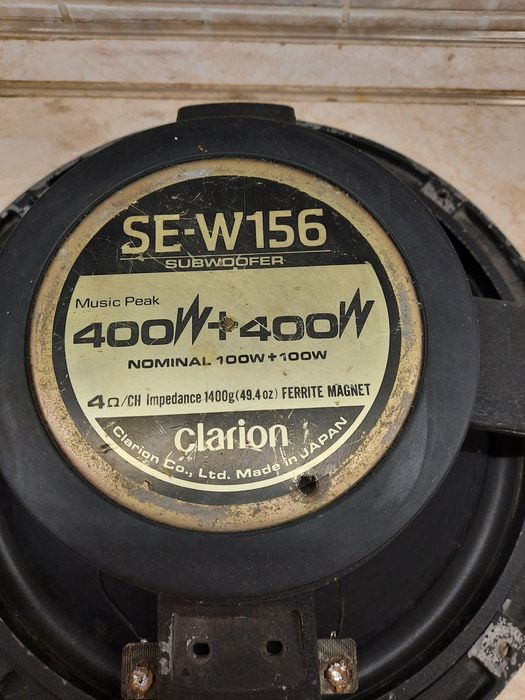 SE-W156
SUBWOOFER
Music Peak
400W+400W
NOMINAL 100W+100W
4Ω/CH Impedance 1400g(49.4oz) FERRITE MAGNET
clarion
Clarion Co., Ltd. Made in JAPAN